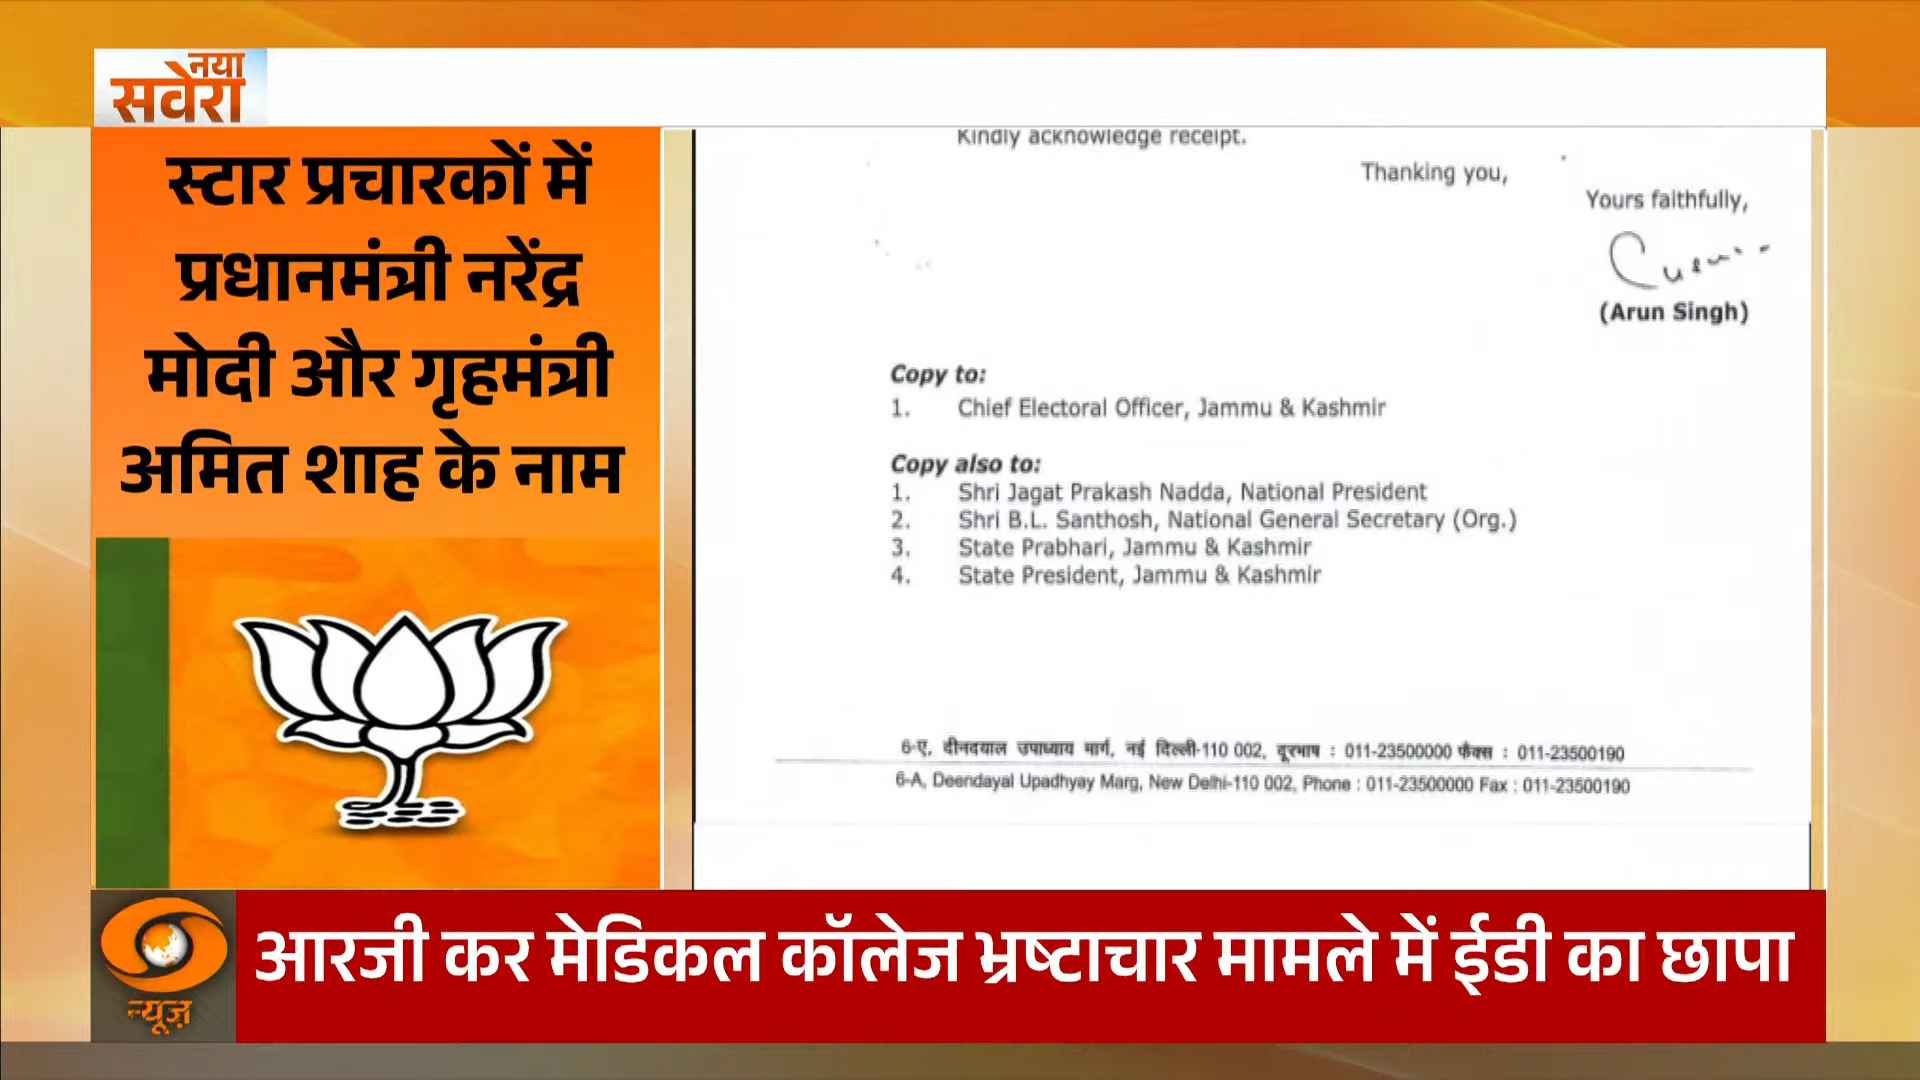 नया
सवेरा
स्टार प्रचारकों में
प्रधानमंत्री नरेंद्र
मोदी और गृहमंत्री
अमित शाह के नाम
Kindly acknowledge receipt.
Thanking you,
Yours faithfully,
(Arun Singh)
Copy to:
1. Chief Electoral Officer, Jammu & Kashmir
Copy also to:
1. Shri Jagat Prakash Nadda, National President
2. Shri B.L. Santhosh, National General Secretary (Org.)
3. State Prabhari, Jammu & Kashmir
4. State President, Jammu & Kashmir
6-ए, दीनदयाल उपाध्याय मार्ग, नई दिल्ली-110 002, दूरभाष : 011-23500000 फैक्स : 011-23500190
6-A, Deendayal Upadhyay Marg, New Delhi-110 002, Phone : 011-23500000 Fax : 011-23500190
आरजी कर मेडिकल कॉलेज भ्रष्टाचार मामले में ईडी का छापा
न्यूज़